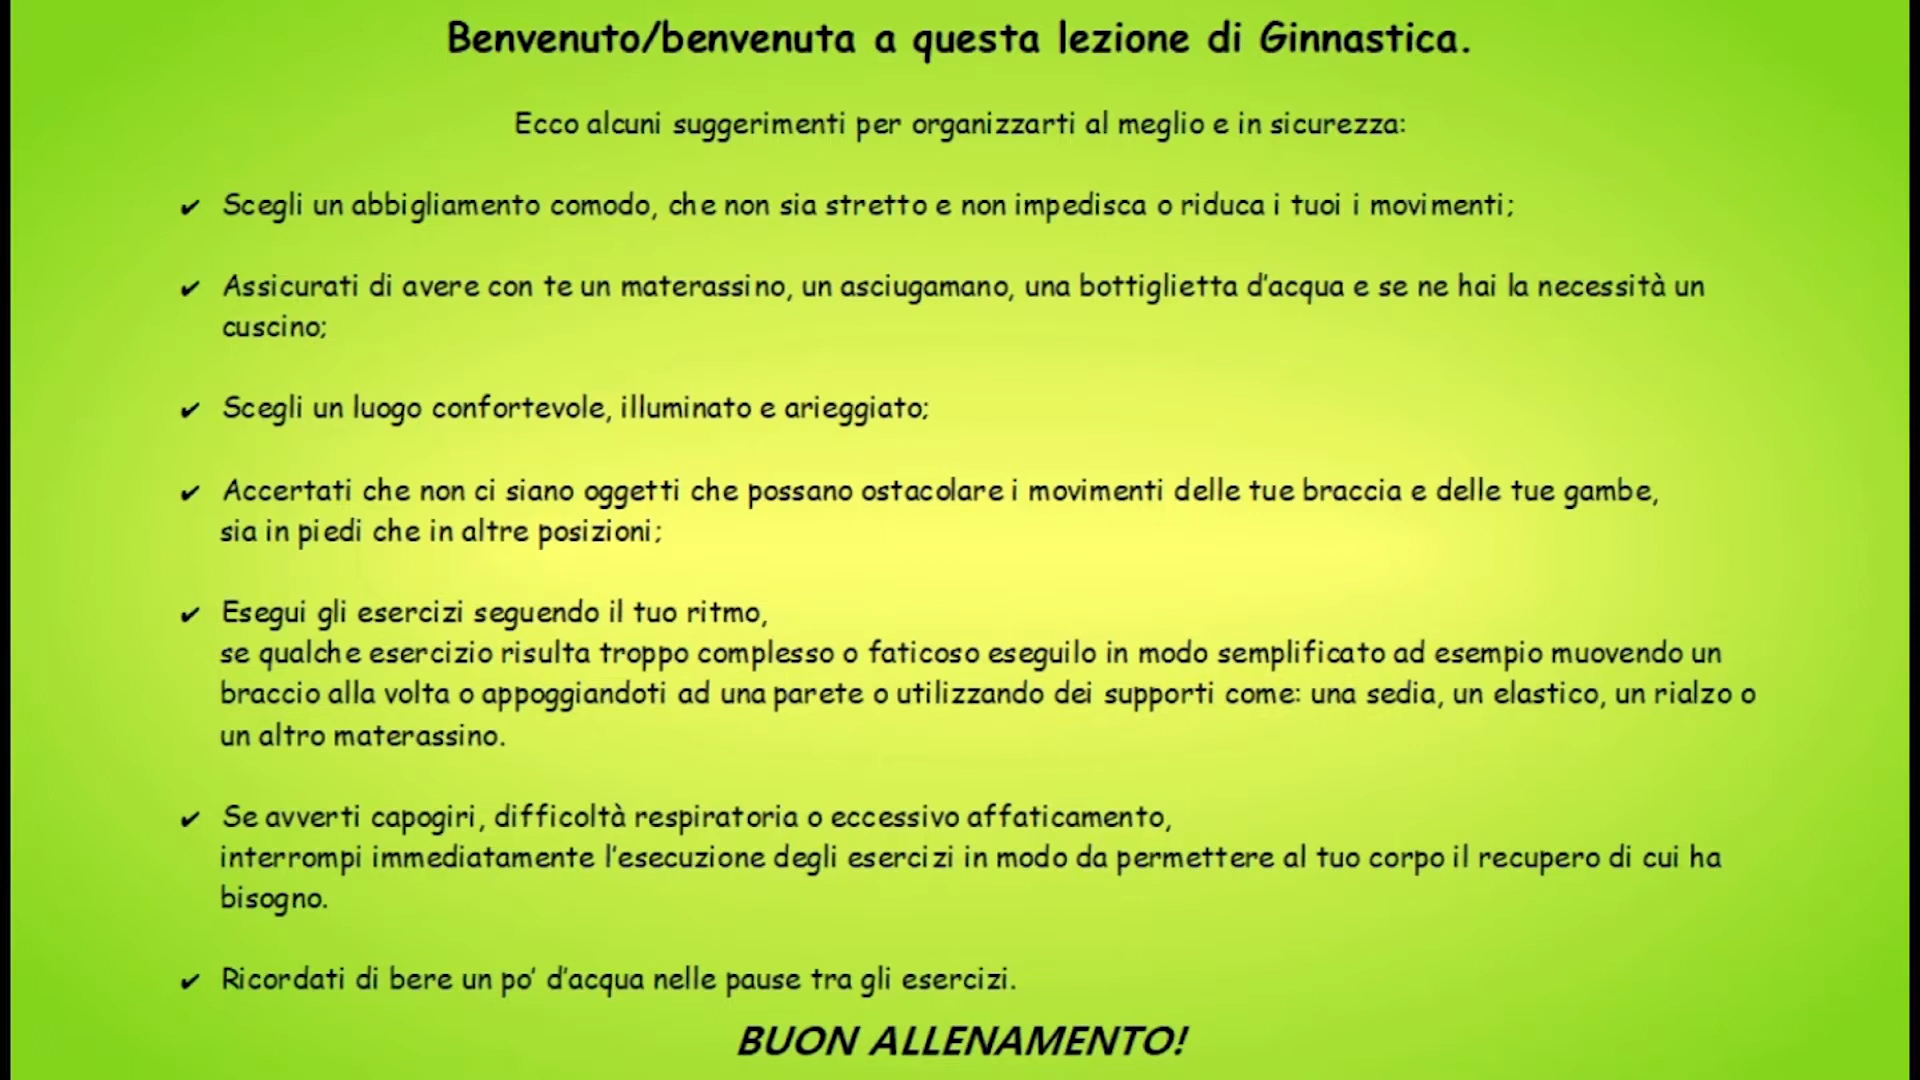 Benvenuto/benvenuta a questa lezione di Ginnastica.
Ecco alcuni suggerimenti per organizzarti al meglio e in sicurezza:
✔ Scegli un abbigliamento comodo, che non sia stretto e non impedisca o riduca i tuoi i movimenti;
✔ Assicurati di avere con te un materassino, un asciugamano, una bottiglietta d'acqua e se ne hai la necessità un
cuscino;
✔ Scegli un luogo confortevole, illuminato e arieggiato;
✔ Accertati che non ci siano oggetti che possano ostacolare i movimenti delle tue braccia e delle tue gambe,
sia in piedi che in altre posizioni;
✔ Esegui gli esercizi seguendo il tuo ritmo,
se qualche esercizio risulta troppo complesso o faticoso eseguilo in modo semplificato ad esempio muovendo un
braccio alla volta o appoggiandoti ad una parete o utilizzando dei supporti come: una sedia, un elastico, un rialzo o
un altro materassino.
✔ Se avverti capogiri, difficoltà respiratoria o eccessivo affaticamento,
interrompi immediatamente l'esecuzione degli esercizi in modo da permettere al tuo corpo il recupero di cui ha
bisogno.
✔ Ricordati di bere un po' d'acqua nelle pause tra gli esercizi.
BUON ALLENAMENTO!